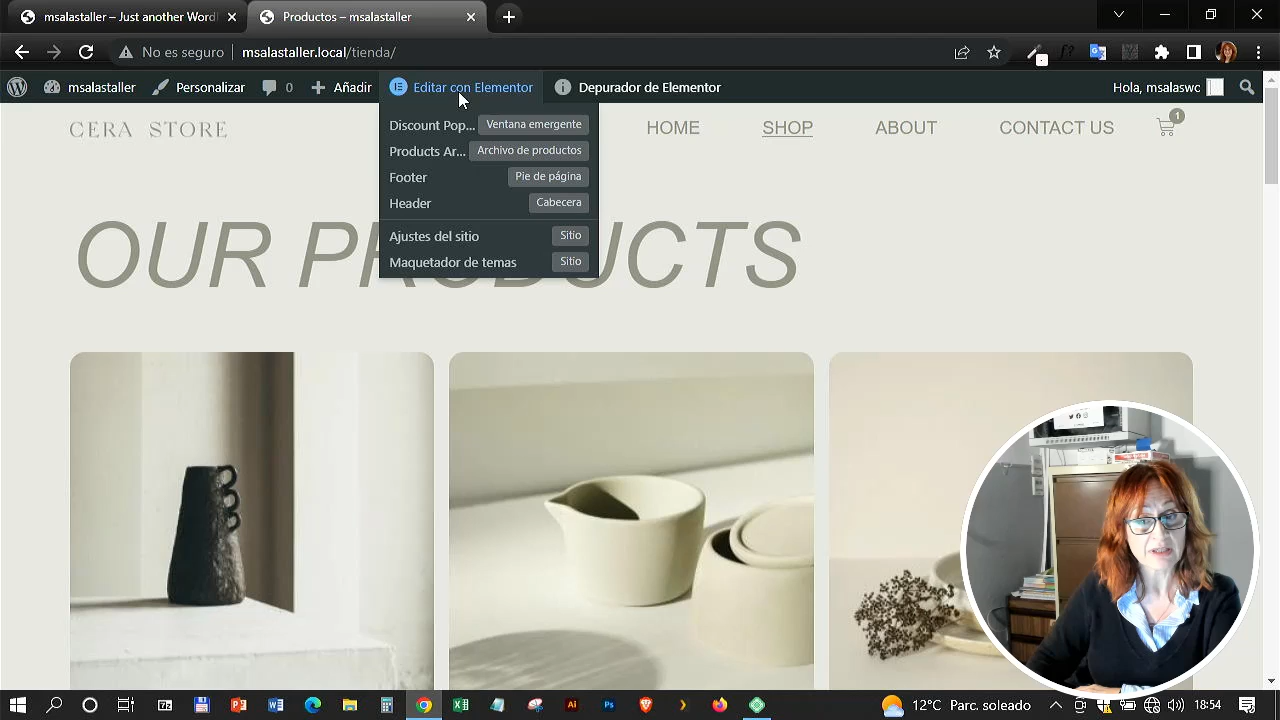 msalastaller – Just another WordP
Productos – msalastaller
No es seguro
msalastaller.local/tienda/
msalastaller
Personalizar
0
Añadir
Editar con Elementor
Depurador de Elementor
Hola, msalaswc
Discount Pop... Ventana emergente
Products Ar... Archivo de productos
Footer Pie de página
Header Cabecera
Ajustes del sitio Sitio
Maquetador de temas Sitio
CERA STORE
HOME
SHOP
ABOUT
CONTACT US
1
OUR PRODUCTS
12°C Parc. soleado
18:54